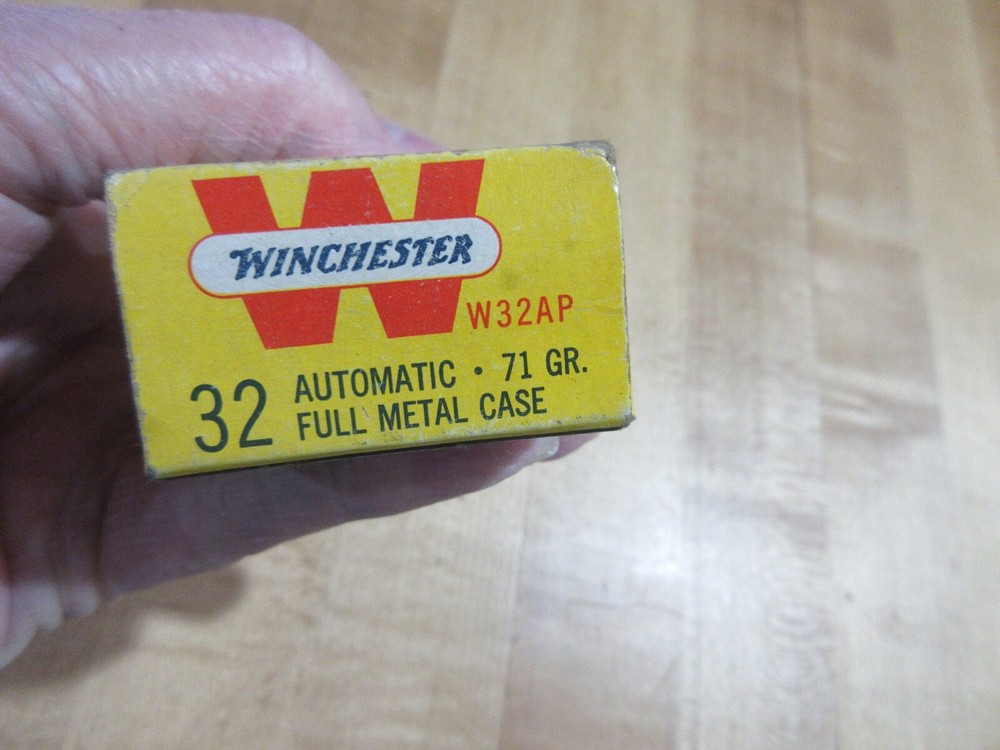 WINCHESTER
W32AP
32 AUTOMATIC • 71 GR.
FULL METAL CASE